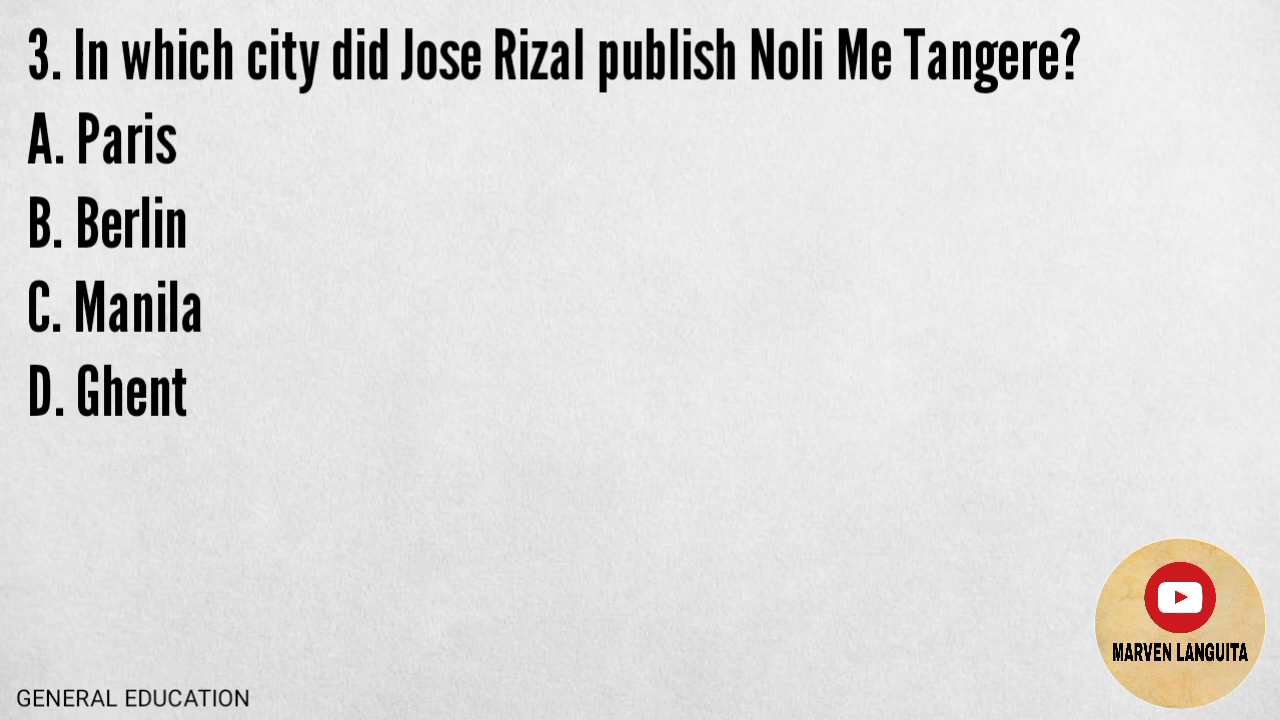 3. In which city did Jose Rizal publish Noli Me Tangere?
A. Paris
B. Berlin
C. Manila
D. Ghent
MARVEN LANGUITA
GENERAL EDUCATION